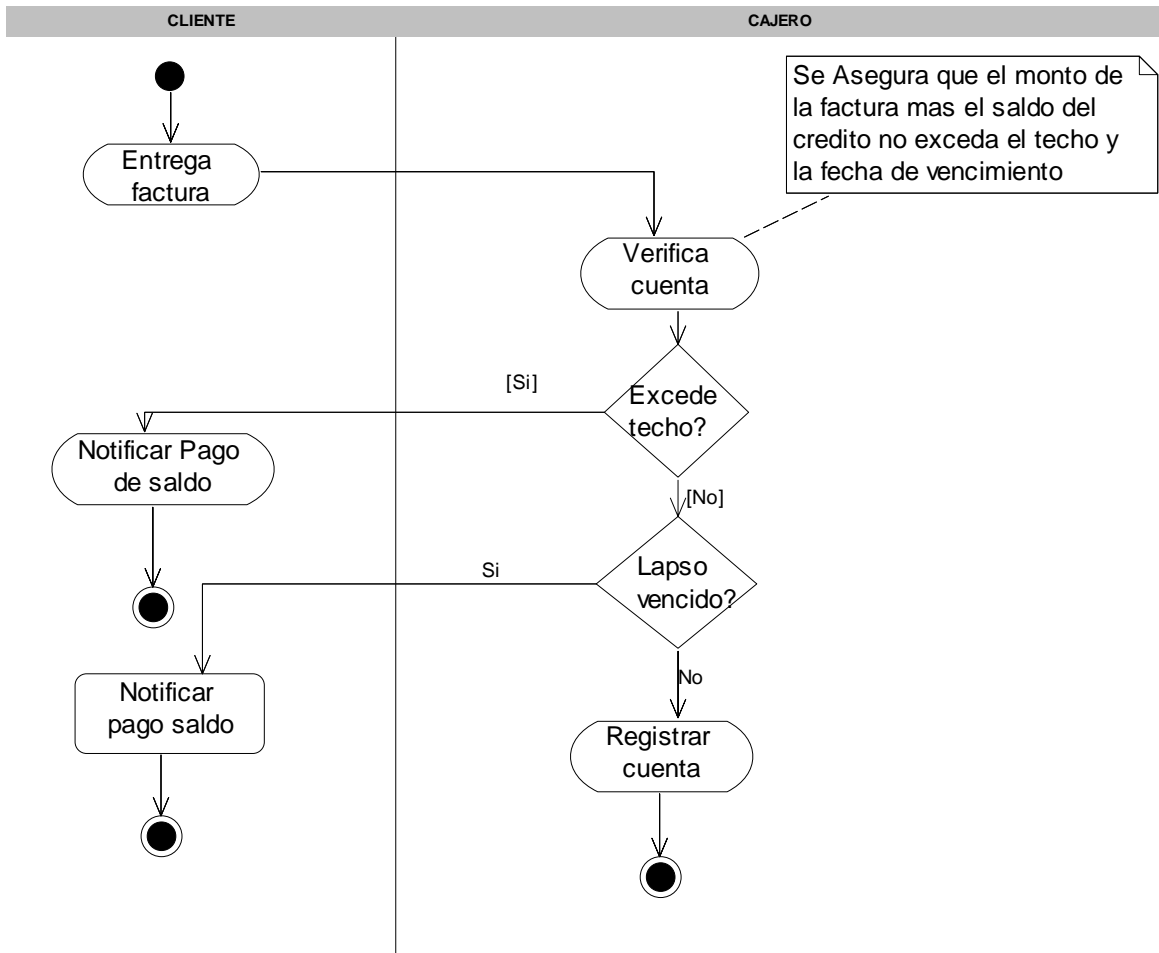 CLIENTE
CAJERO
Se Asegura que el monto de
la factura mas el saldo del
credito no exceda el techo y
la fecha de vencimiento
Entrega
factura
Verifica
cuenta
[Si]
Excede
techo?
Notificar Pago
de saldo
[No]
Si
Lapso
vencido?
No
Notificar
pago saldo
Registrar
cuenta